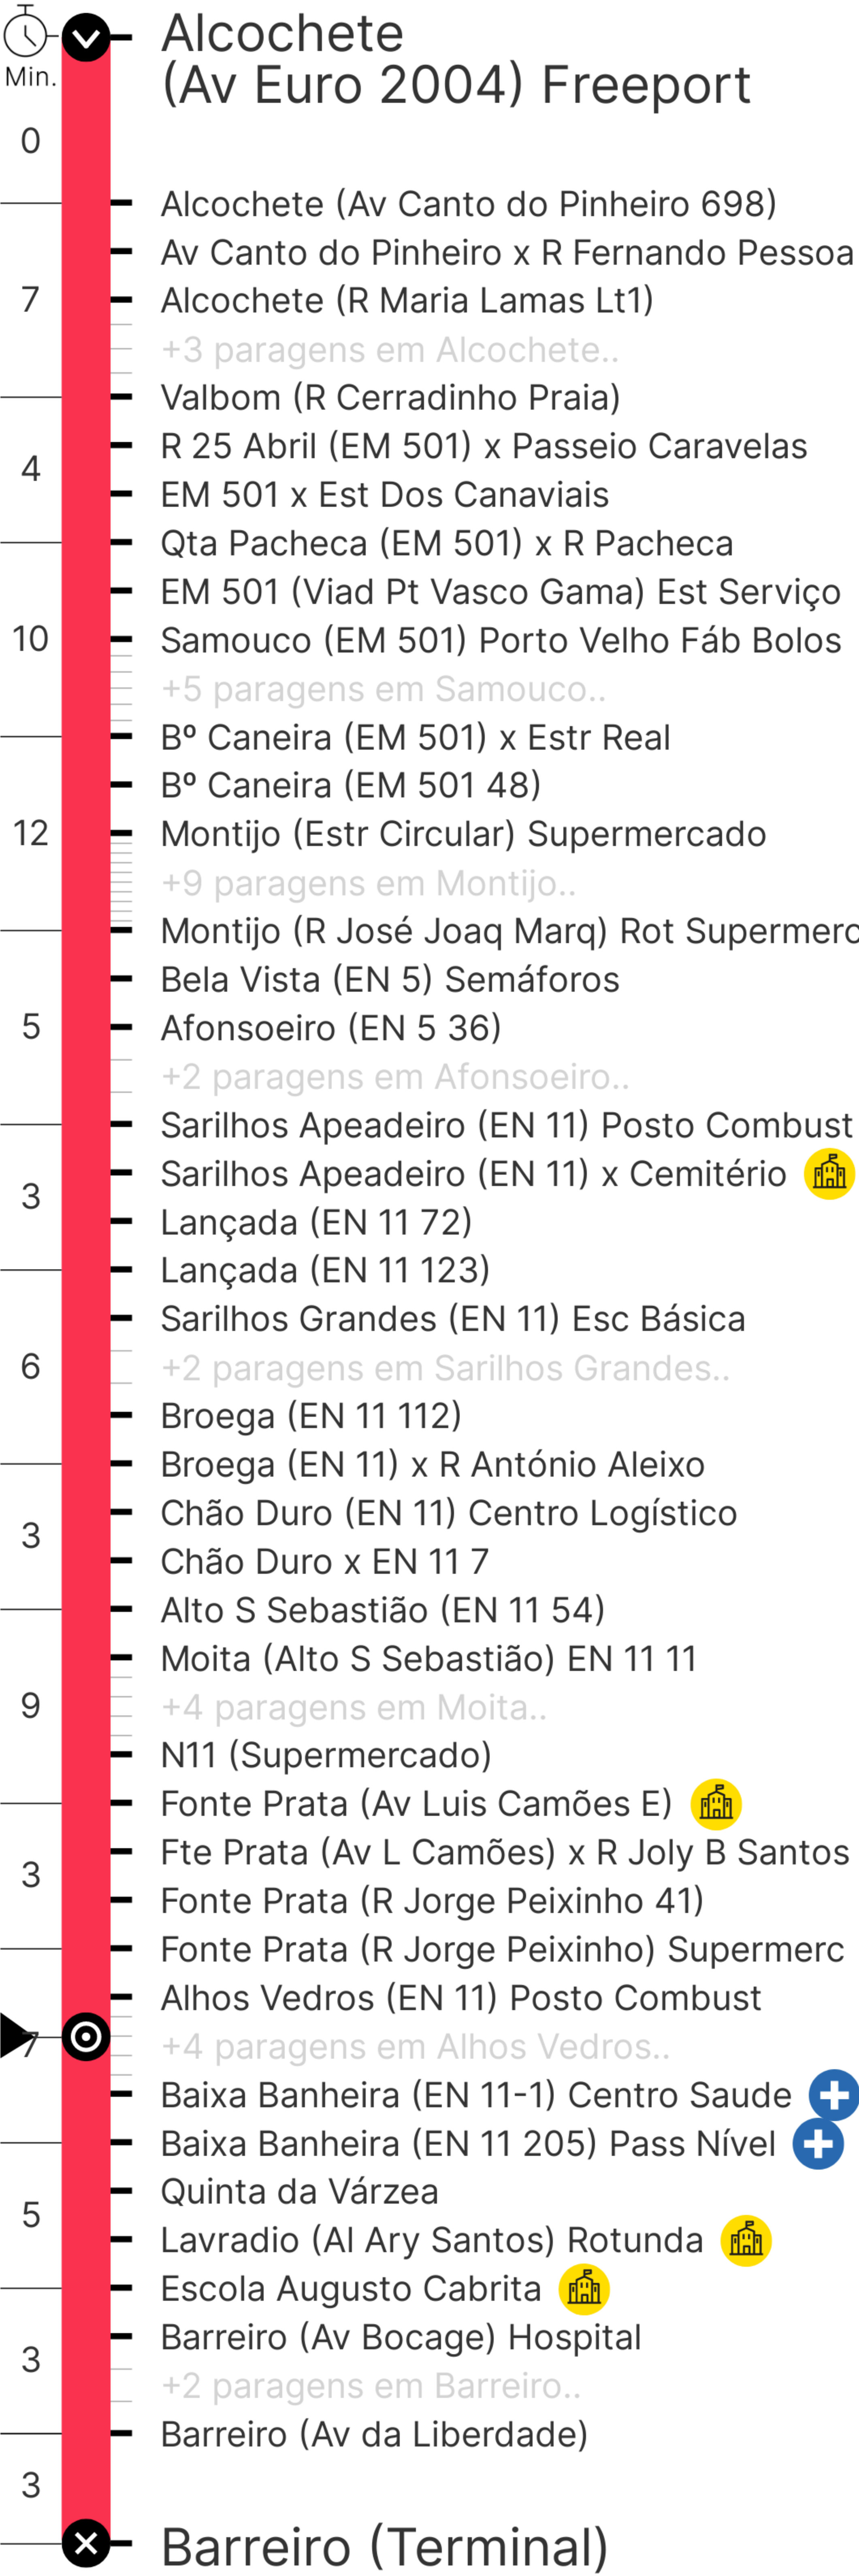 Alcochete
(Av Euro 2004) Freeport
Min.
0
Alcochete (Av Canto do Pinheiro 698)
Av Canto do Pinheiro x R Fernando Pessoa
7 Alcochete (R Maria Lamas Lt1)
+3 paragens em Alcochete..
Valbom (R Cerradinho Praia)
R 25 Abril (EM 501) x Passeio Caravelas
4
EM 501 x Est Dos Canaviais
Qta Pacheca (EM 501) x R Pacheca
EM 501 (Viad Pt Vasco Gama) Est Serviço
10 Samouco (EM 501) Porto Velho Fáb Bolos
+5 paragens em Samouco..
Bº Caneira (EM 501) x Estr Real
Bº Caneira (EM 501 48)
12 Montijo (Estr Circular) Supermercado
+9 paragens em Montijo..
Montijo (R José Joaq Marq) Rot Supermerc
Bela Vista (EN 5) Semáforos
5 Afonsoeiro (EN 5 36)
+2 paragens em Afonsoeiro..
Sarilhos Apeadeiro (EN 11) Posto Combust
Sarilhos Apeadeiro (EN 11) x Cemitério
3
Lançada (EN 11 72)
Lançada (EN 11 123)
Sarilhos Grandes (EN 11) Esc Básica
6 +2 paragens em Sarilhos Grandes..
Broega (EN 11 112)
Broega (EN 11) x R António Aleixo
Chão Duro (EN 11) Centro Logístico
3
Chão Duro x EN 11 7
Alto S Sebastião (EN 11 54)
Moita (Alto S Sebastião) EN 11 11
9 +4 paragens em Moita..
N11 (Supermercado)
Fonte Prata (Av Luis Camões E)
Fte Prata (Av L Camões) x R Joly B Santos
3
Fonte Prata (R Jorge Peixinho 41)
Fonte Prata (R Jorge Peixinho) Supermerc
Alhos Vedros (EN 11) Posto Combust
7 +4 paragens em Alhos Vedros..
Baixa Banheira (EN 11-1) Centro Saude
Baixa Banheira (EN 11 205) Pass Nível
Quinta da Várzea
5
Lavradio (Al Ary Santos) Rotunda
Escola Augusto Cabrita
Barreiro (Av Bocage) Hospital
3
+2 paragens em Barreiro..
Barreiro (Av da Liberdade)
3
Barreiro (Terminal)